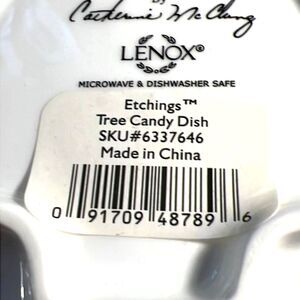 by
Catherine McClung
LENOX®
MICROWAVE & DISHWASHER SAFE
Etchings™
Tree Candy Dish
SKU#6337646
Made in China
0 91709 48789 6